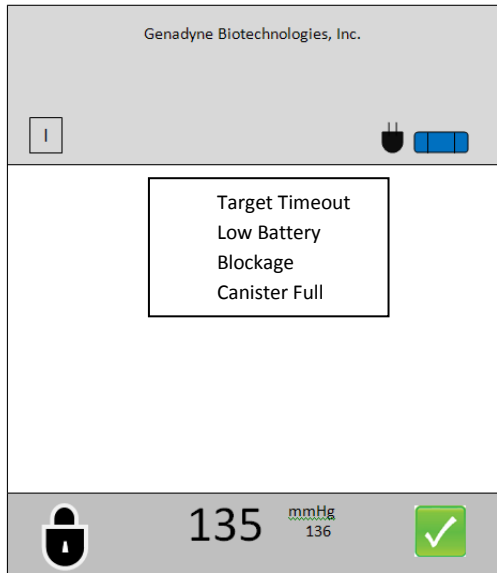 Genadyne Biotechnologies, Inc.
I
Target Timeout
Low Battery
Blockage
Canister Full
135
mmHg
136